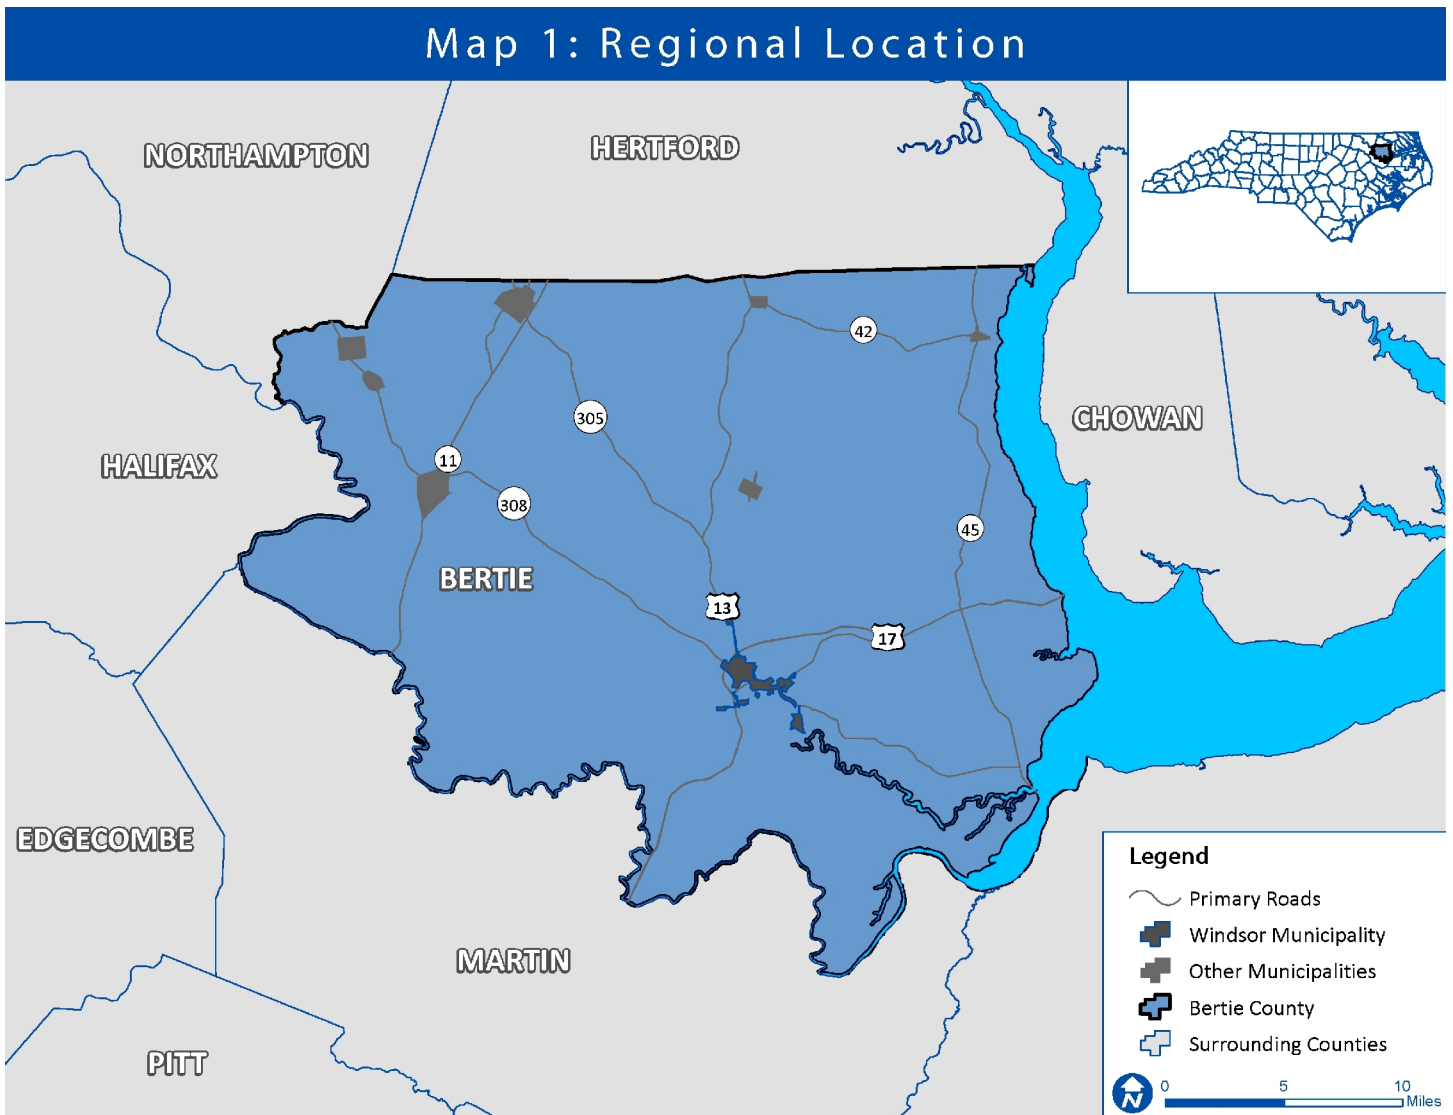 Map 1: Regional Location
NORTHAMPTON
HERTFORD
42
CHOWAN
305
11
HALIFAX
308
45
BERTIE
13
17
EDGECOMBE
MARTIN
PITT
Legend
Primary Roads
Windsor Municipality
Other Municipalities
Bertie County
Surrounding Counties
N
0 5 10
Miles